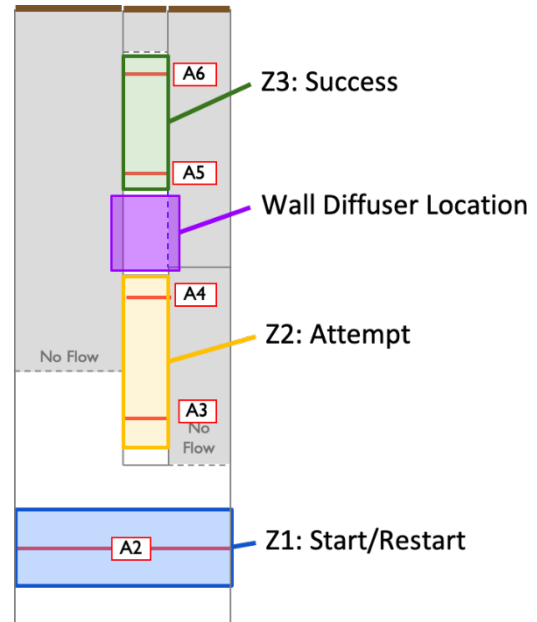 A6
Z3: Success
A5
Wall Diffuser Location
A4
Z2: Attempt
No Flow
A3
No
Flow
A2
Z1: Start/Restart